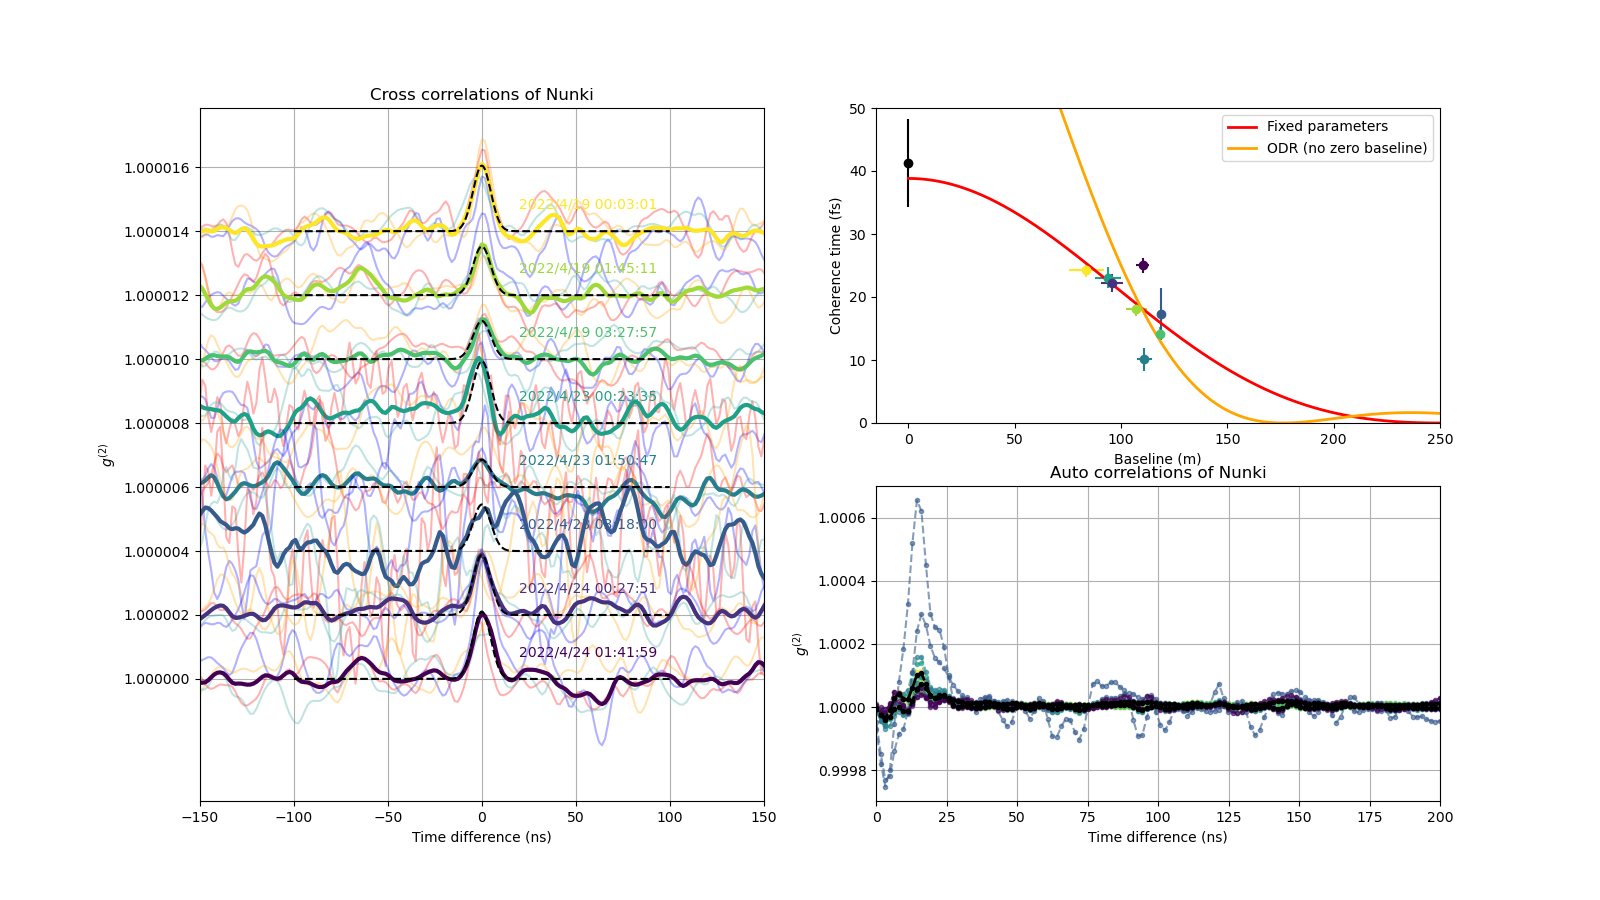 Cross correlations of Nunki
1.000016
1.000014
1.000012
1.000010
1.000008
1.000006
1.000004
1.000002
1.000000
g(2)
2022/4/19 00:03:01
2022/4/19 01:45:11
2022/4/19 03:27:57
2022/4/23 00:23:35
2022/4/23 01:50:47
2022/4/23 03:18:00
2022/4/24 00:27:51
2022/4/24 01:41:59
−150 −100 −50 0 50 100 150
Time difference (ns)
50
40
30
20
10
0
Coherence time (fs)
Fixed parameters
ODR (no zero baseline)
0 50 100 150 200 250
Baseline (m)
Auto correlations of Nunki
1.0006
1.0004
1.0002
1.0000
0.9998
g(2)
0 25 50 75 100 125 150 175 200
Time difference (ns)